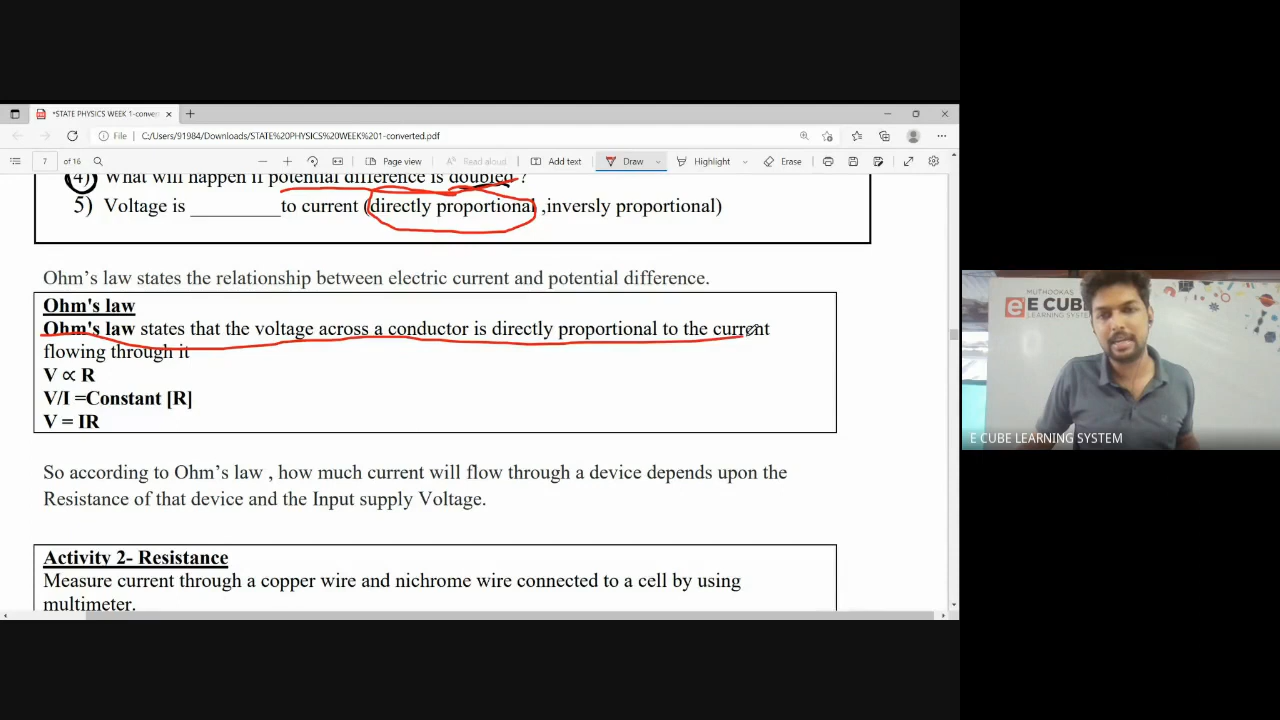 *STATE PHYSICS WEEK 1-conver
File C:/Users/91984/Downloads/STATE%20PHYSICS%20WEEK%201-converted.pdf
7 of 16 Page view Read aloud Add text Draw Highlight Erase
4) What will happen if potential difference is doubled ?
5) Voltage is _________to current (directly proportional ,inversly proportional)
Ohm's law states the relationship between electric current and potential difference.
Ohm's law
Ohm's law states that the voltage across a conductor is directly proportional to the current
flowing through it
V ∝ R
V/I =Constant [R]
V = IR
So according to Ohm's law , how much current will flow through a device depends upon the
Resistance of that device and the Input supply Voltage.
Activity 2- Resistance
Measure current through a copper wire and nichrome wire connected to a cell by using
multimeter.
MUTHOOKAS
e E CUBE
LEARNING SYSTEM
E CUBE LEARNING SYSTEM